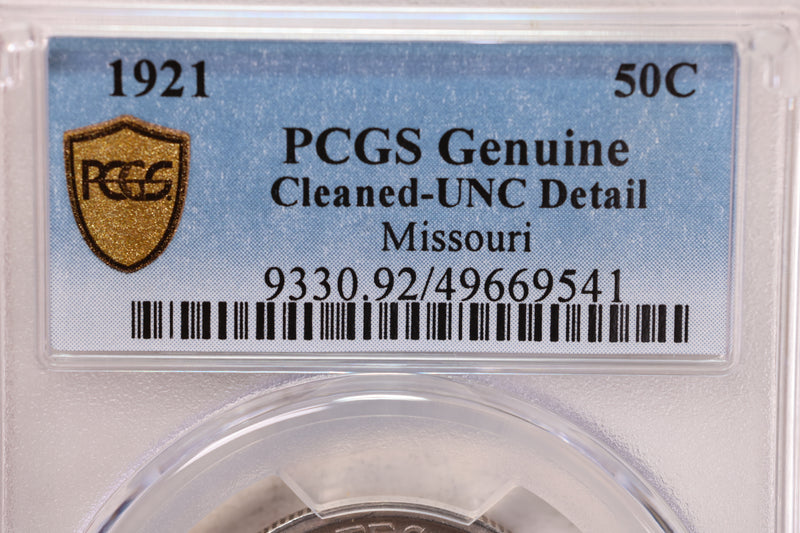 1921 50C
PCGS
PCGS Genuine
Cleaned-UNC Detail
Missouri
9330.92/49669541